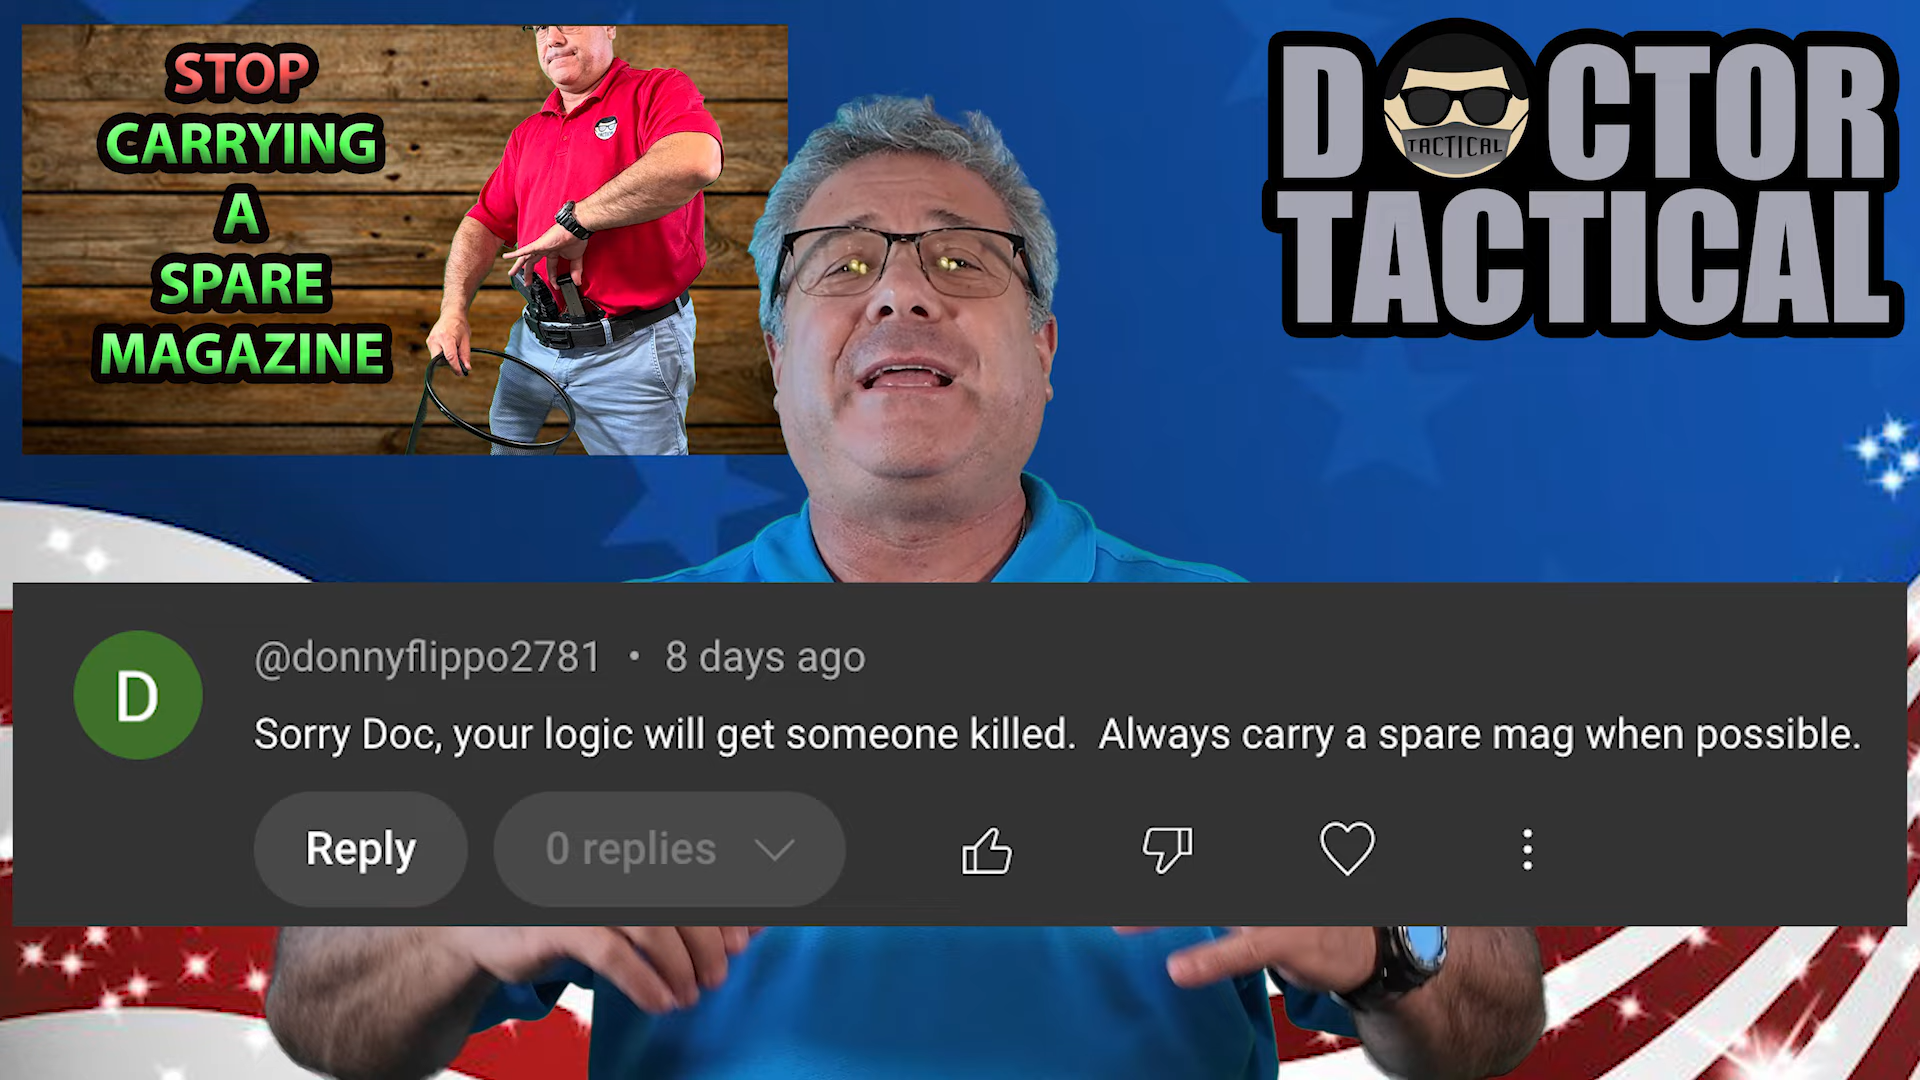 STOP
CARRYING
A
SPARE
MAGAZINE
DOCTOR
TACTICAL
TACTICAL
@donnyflippo2781 • 8 days ago
D
Sorry Doc, your logic will get someone killed.  Always carry a spare mag when possible.
Reply
0 replies